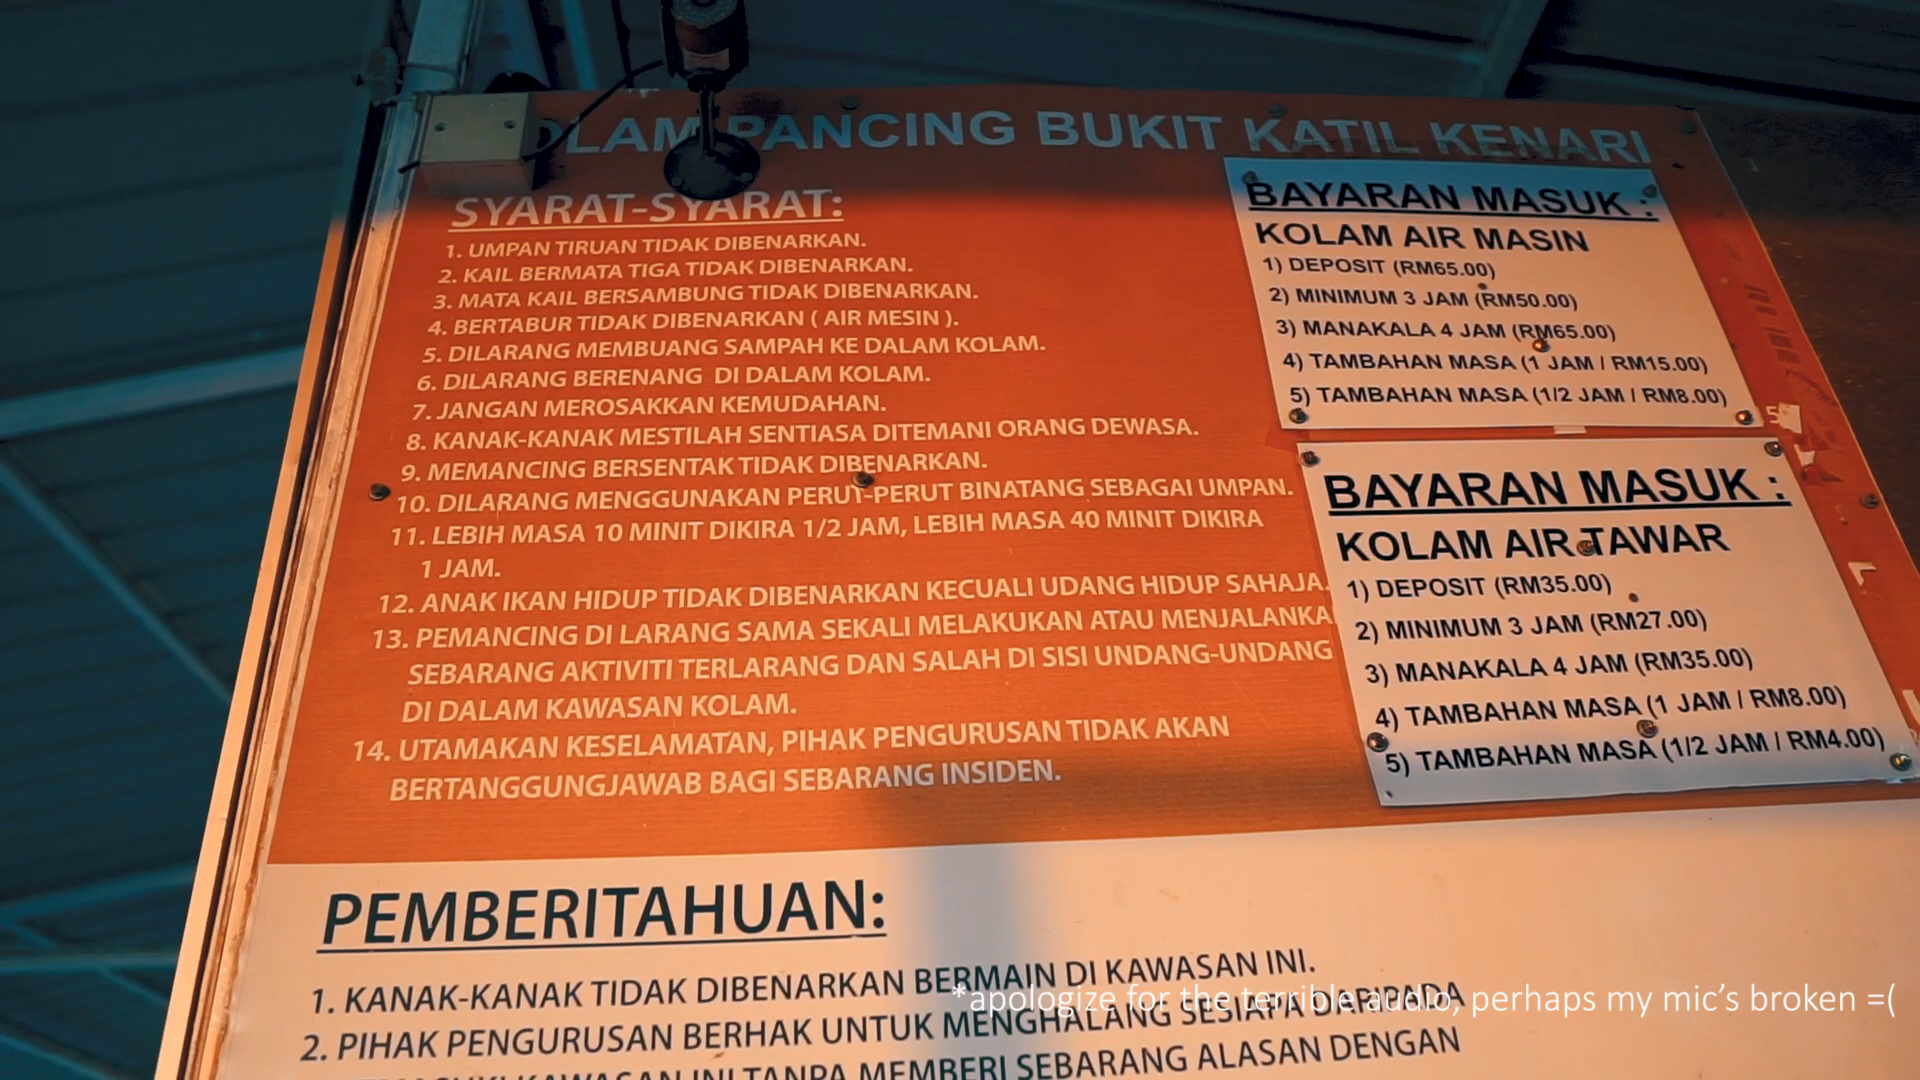 OLAM PANCING BUKIT KATIL KENARI
SYARAT-SYARAT:
1. UMPAN TIRUAN TIDAK DIBENARKAN.
2. KAIL BERMATA TIGA TIDAK DIBENARKAN.
3. MATA KAIL BERSAMBUNG TIDAK DIBENARKAN.
4. BERTABUR TIDAK DIBENARKAN ( AIR MESIN ).
5. DILARANG MEMBUANG SAMPAH KE DALAM KOLAM.
6. DILARANG BERENANG DI DALAM KOLAM.
7. JANGAN MEROSAKKAN KEMUDAHAN.
8. KANAK-KANAK MESTILAH SENTIASA DITEMANI ORANG DEWASA.
9. MEMANCING BERSENTAK TIDAK DIBENARKAN.
10. DILARANG MENGGUNAKAN PERUT-PERUT BINATANG SEBAGAI UMPAN.
11. LEBIH MASA 10 MINIT DIKIRA 1/2 JAM, LEBIH MASA 40 MINIT DIKIRA
1 JAM.
12. ANAK IKAN HIDUP TIDAK DIBENARKAN KECUALI UDANG HIDUP SAHAJA.
13. PEMANCING DI LARANG SAMA SEKALI MELAKUKAN ATAU MENJALANKA
SEBARANG AKTIVITI TERLARANG DAN SALAH DI SISI UNDANG-UNDANG
DI DALAM KAWASAN KOLAM.
14. UTAMAKAN KESELAMATAN, PIHAK PENGURUSAN TIDAK AKAN
BERTANGGUNGJAWAB BAGI SEBARANG INSIDEN.
BAYARAN MASUK :
KOLAM AIR MASIN
1) DEPOSIT (RM65.00)
2) MINIMUM 3 JAM (RM50.00)
3) MANAKALA 4 JAM (RM65.00)
4) TAMBAHAN MASA (1 JAM / RM15.00)
5) TAMBAHAN MASA (1/2 JAM / RM8.00)
BAYARAN MASUK :
KOLAM AIR TAWAR
1) DEPOSIT (RM35.00)
2) MINIMUM 3 JAM (RM27.00)
3) MANAKALA 4 JAM (RM35.00)
4) TAMBAHAN MASA (1 JAM / RM8.00)
5) TAMBAHAN MASA (1/2 JAM / RM4.00)
PEMBERITAHUAN:
1. KANAK-KANAK TIDAK DIBENARKAN BERMAIN DI KAWASAN INI.
2. PIHAK PENGURUSAN BERHAK UNTUK MENGHALANG SESIAPA DARIPADA
KAWASAN INI TANPA MEMBERI SEBARANG ALASAN DENGAN
*apologize for the terrible audio, perhaps my mic's broken =(